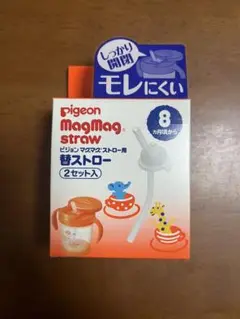 しっかり
開閉
モレにくい
pigeon
MagMag®
straw
ピジョン マグマグ®ストロー用
替ストロー
2セット入
8
ヵ月頃から